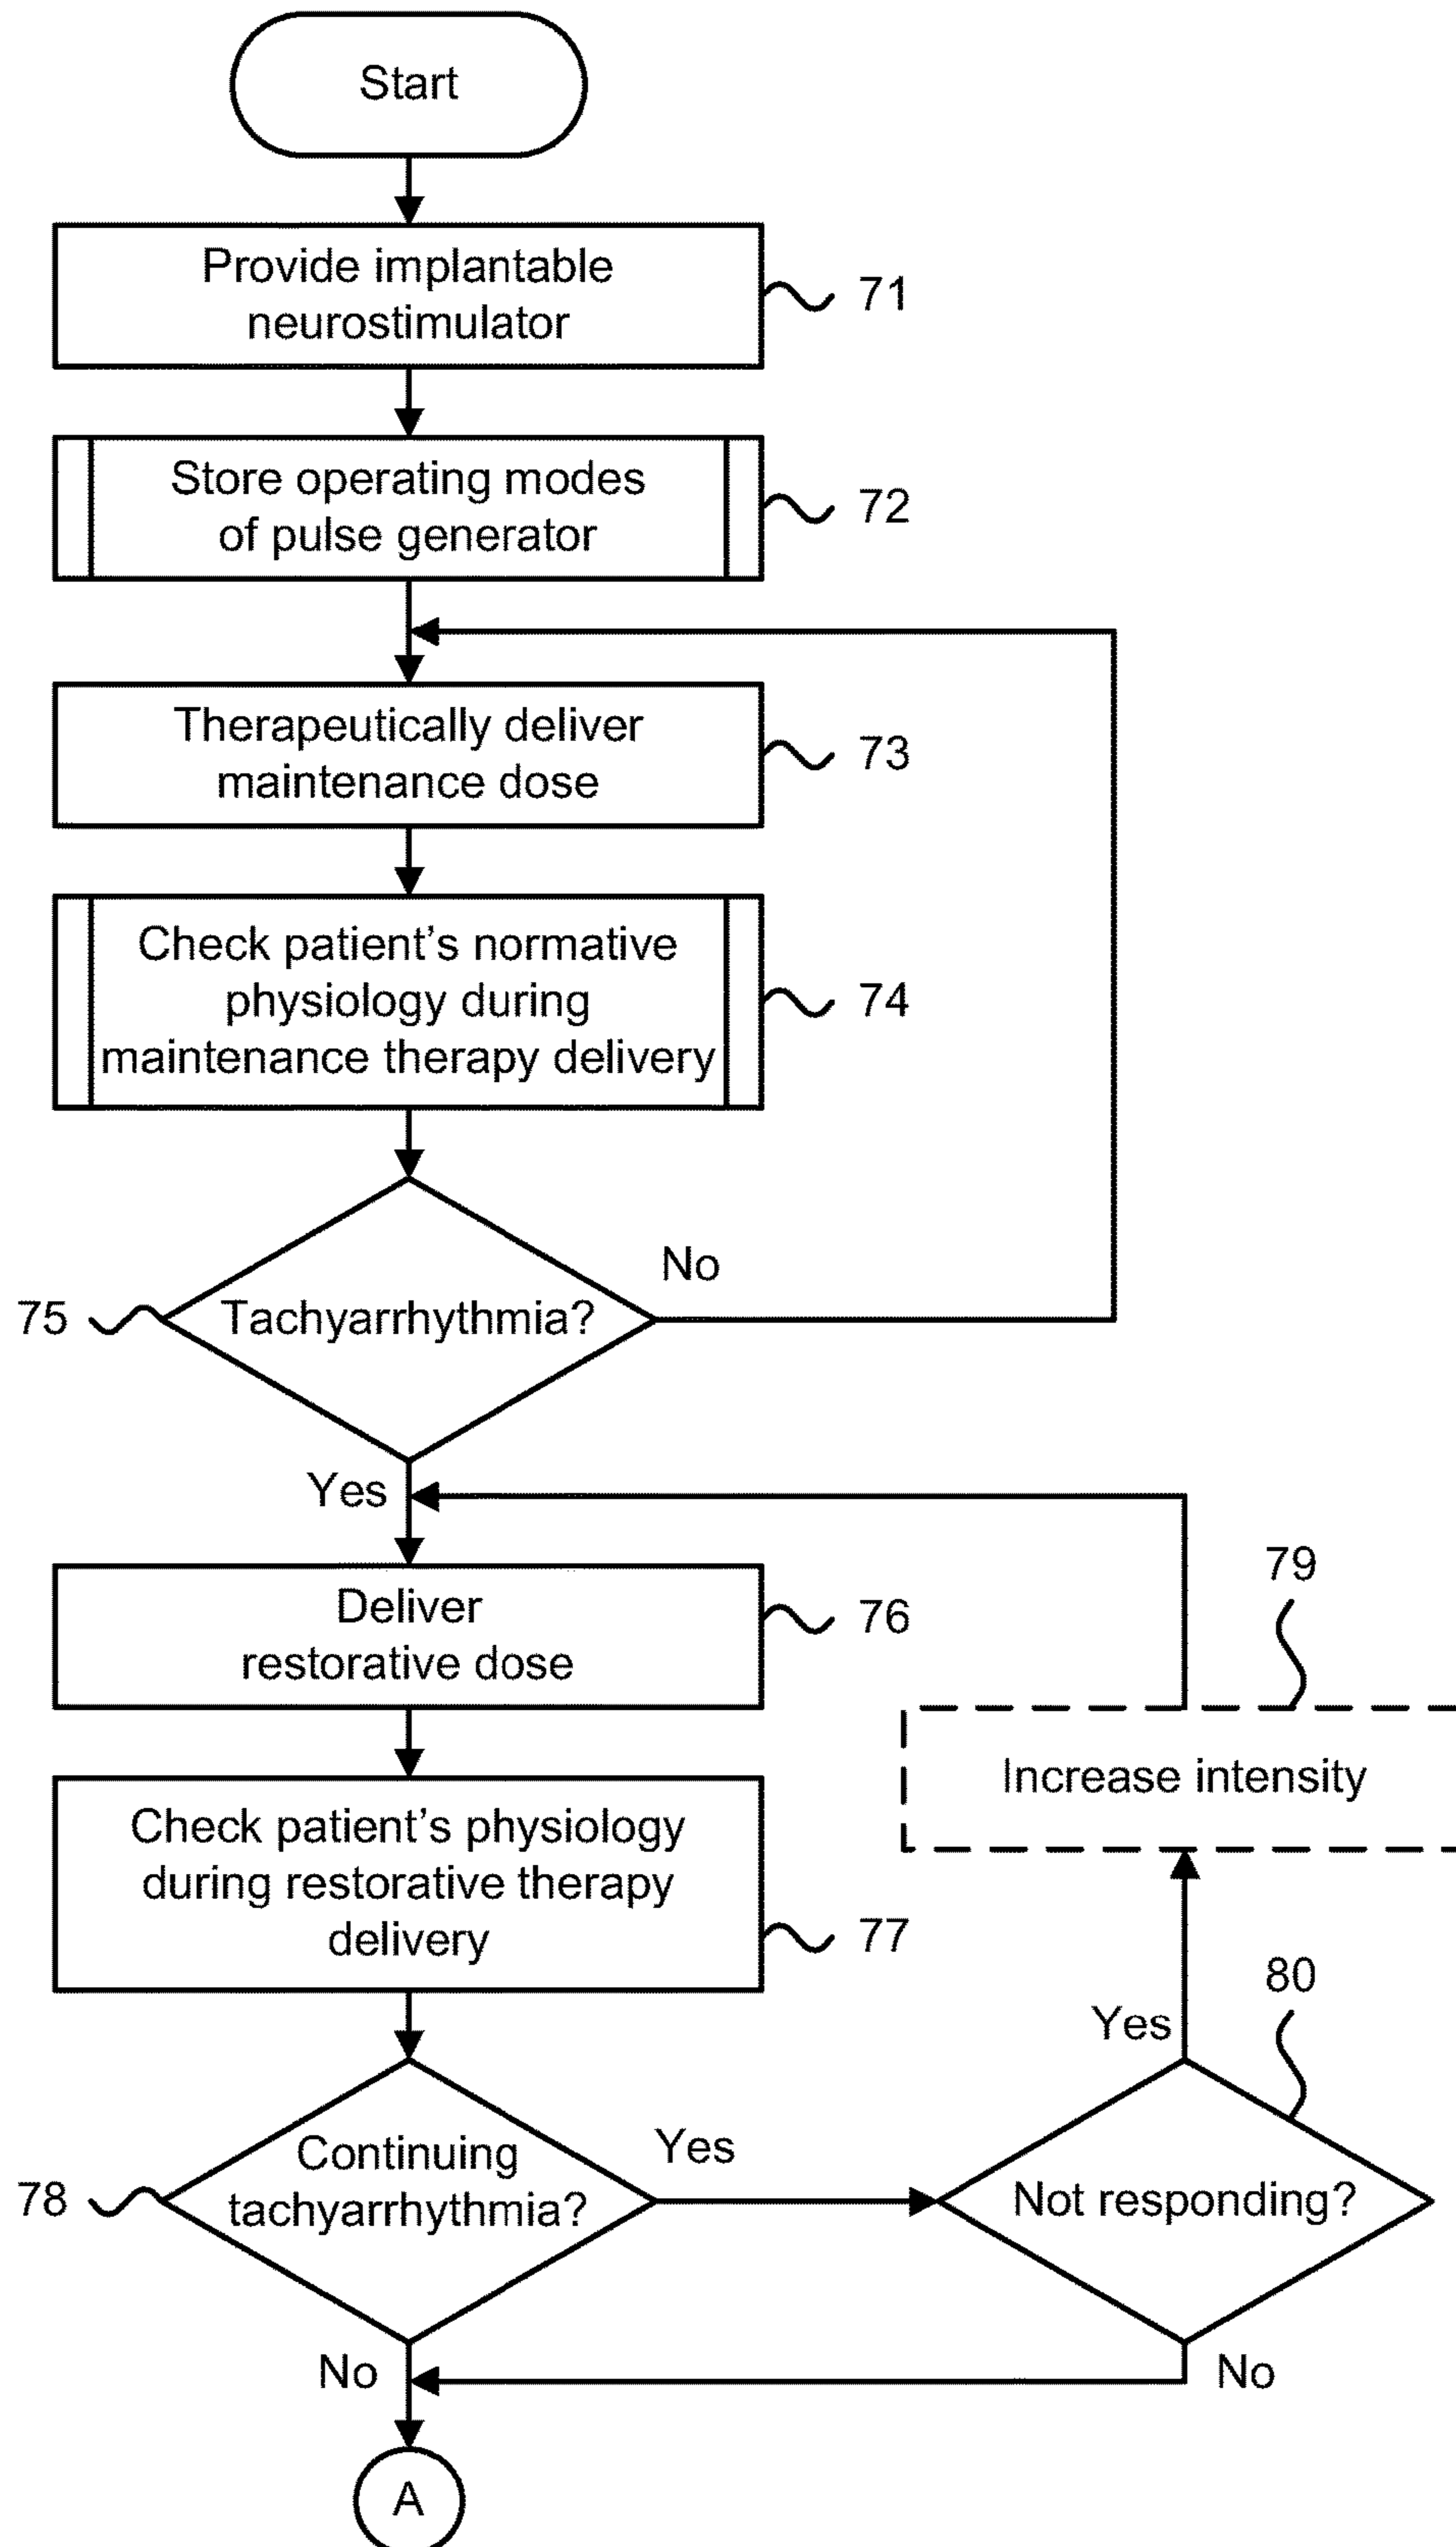 Start
Provide implantable
neurostimulator
71
Store operating modes
of pulse generator
72
Therapeutically deliver
maintenance dose
73
Check patient's normative
physiology during
maintenance therapy delivery
74
No
75
Tachyarrhythmia?
Yes
Deliver
restorative dose
76
79
Increase intensity
Check patient's physiology
during restorative therapy
delivery
77
80
Yes
Continuing
tachyarrhythmia?
78
Yes
Not responding?
No
No
A